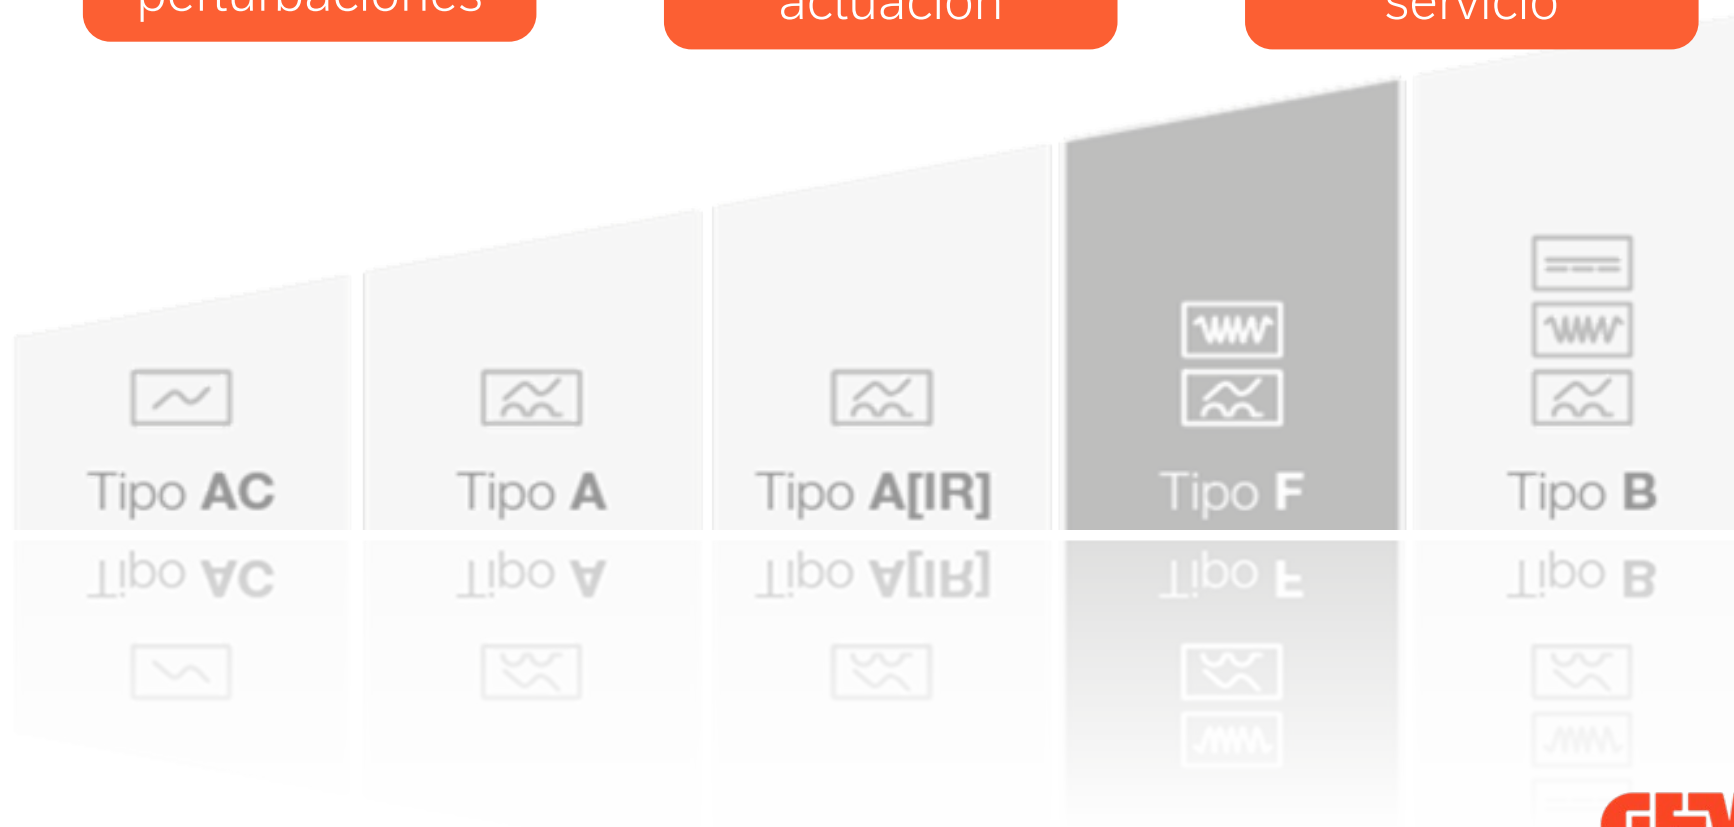 perturbaciones
actuación
servicio
Tipo AC
Tipo A
Tipo A[IR]
Tipo F
Tipo B